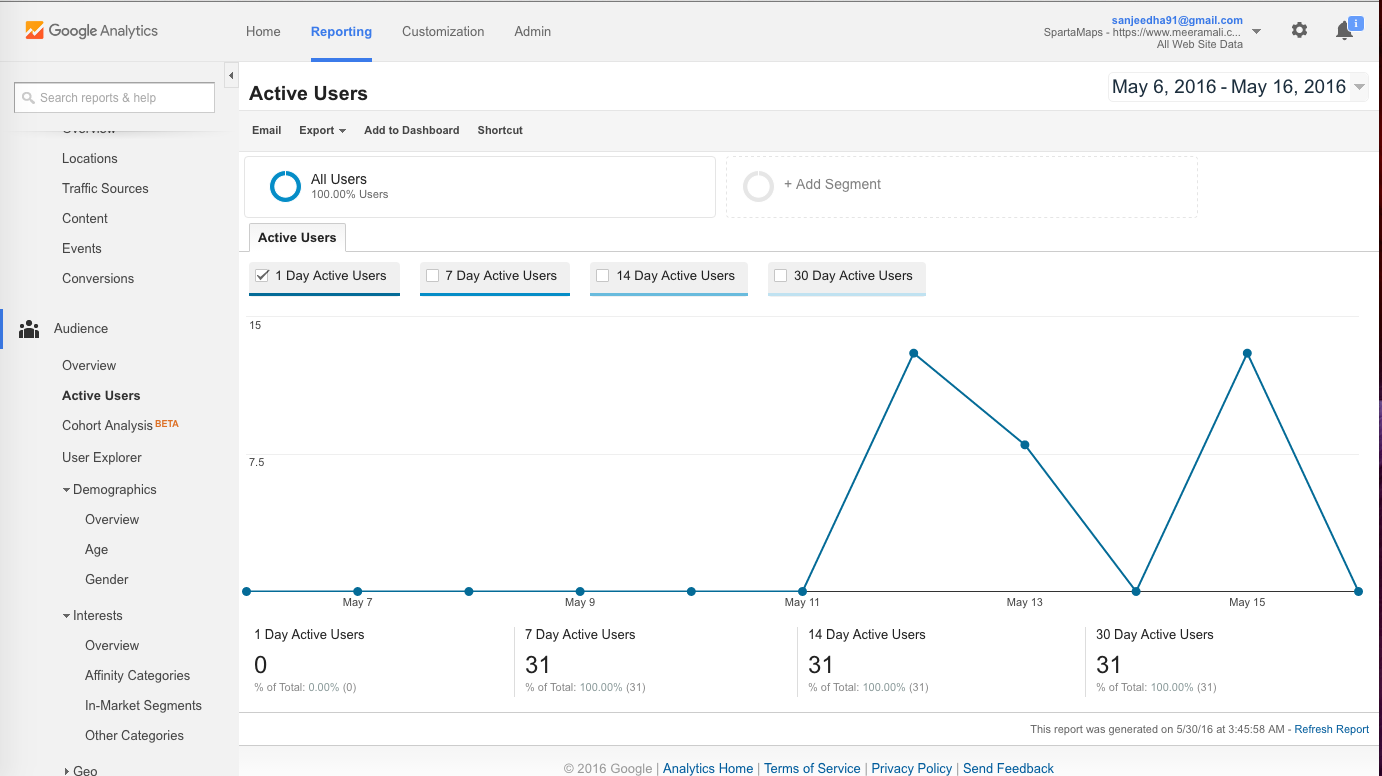 Google Analytics
Home Reporting Customization Admin
sanjeedha91@gmail.com
SpartaMaps - https://www.meeramali.c...
All Web Site Data
i
Search reports & help
Overview
Locations
Traffic Sources
Content
Events
Conversions
Audience
Overview
Active Users
Cohort Analysis BETA
User Explorer
Demographics
Overview
Age
Gender
Interests
Overview
Affinity Categories
In-Market Segments
Other Categories
Geo
Active Users
May 6, 2016 - May 16, 2016
Email Export Add to Dashboard Shortcut
All Users
100.00% Users
+ Add Segment
Active Users
1 Day Active Users 7 Day Active Users 14 Day Active Users 30 Day Active Users
15
7.5
May 7 May 9 May 11 May 13 May 15
1 Day Active Users 7 Day Active Users 14 Day Active Users 30 Day Active Users
0 31 31 31
% of Total: 0.00% (0) % of Total: 100.00% (31) % of Total: 100.00% (31) % of Total: 100.00% (31)
This report was generated on 5/30/16 at 3:45:58 AM - Refresh Report
© 2016 Google | Analytics Home | Terms of Service | Privacy Policy | Send Feedback